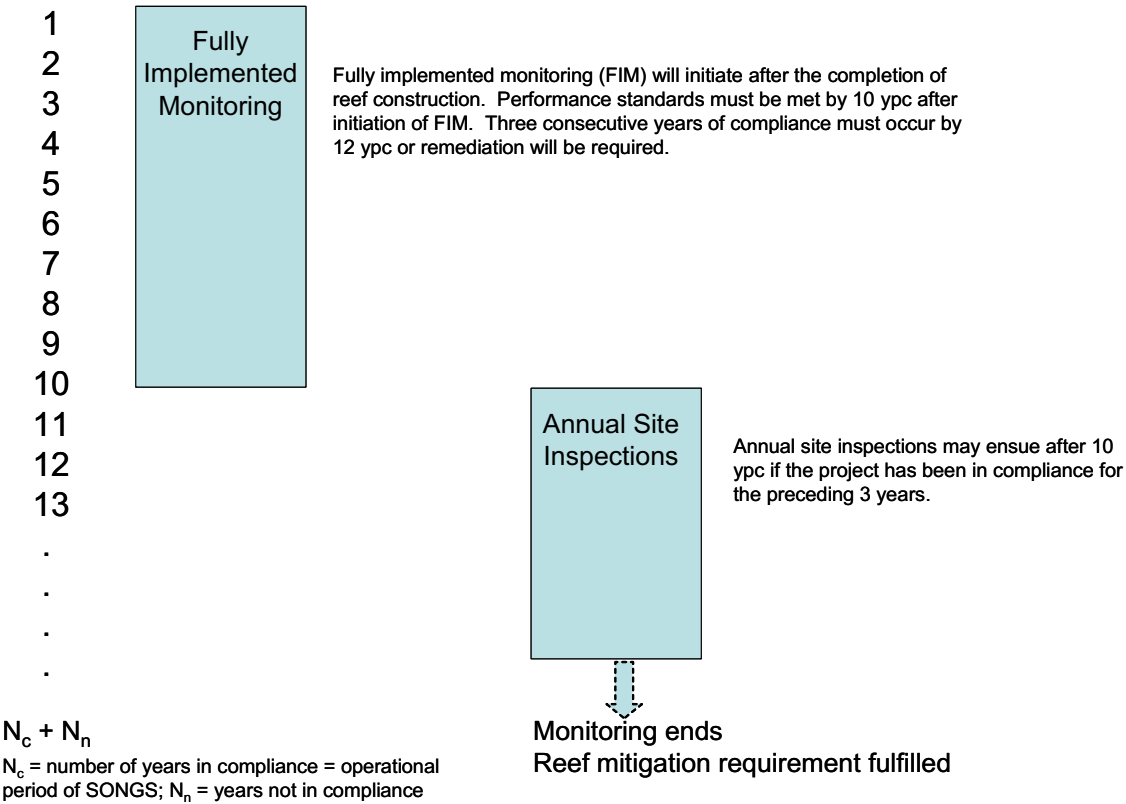 1
2
3
4
5
6
7
8
9
10
11
12
13
.
.
.
.
Fully
Implemented
Monitoring
Fully implemented monitoring (FIM) will initiate after the completion of
reef construction. Performance standards must be met by 10 ypc after
initiation of FIM. Three consecutive years of compliance must occur by
12 ypc or remediation will be required.
Annual Site
Inspections
Annual site inspections may ensue after 10
ypc if the project has been in compliance for
the preceding 3 years.
Nc + Nn
Nc = number of years in compliance = operational
period of SONGS; Nn = years not in compliance
Monitoring ends
Reef mitigation requirement fulfilled